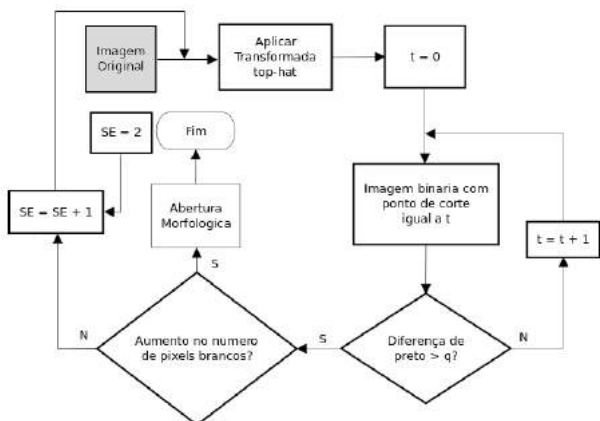 Imagem
Original
Aplicar
Transformada
top-hat
t = 0
SE = 2
Fim
SE = SE + 1
Abertura
Morfologica
Imagem binaria com
ponto de corte
igual a t
t = t + 1
S
N
Aumento no numero
de pixels brancos?
S
Diferença de
preto > q?
N